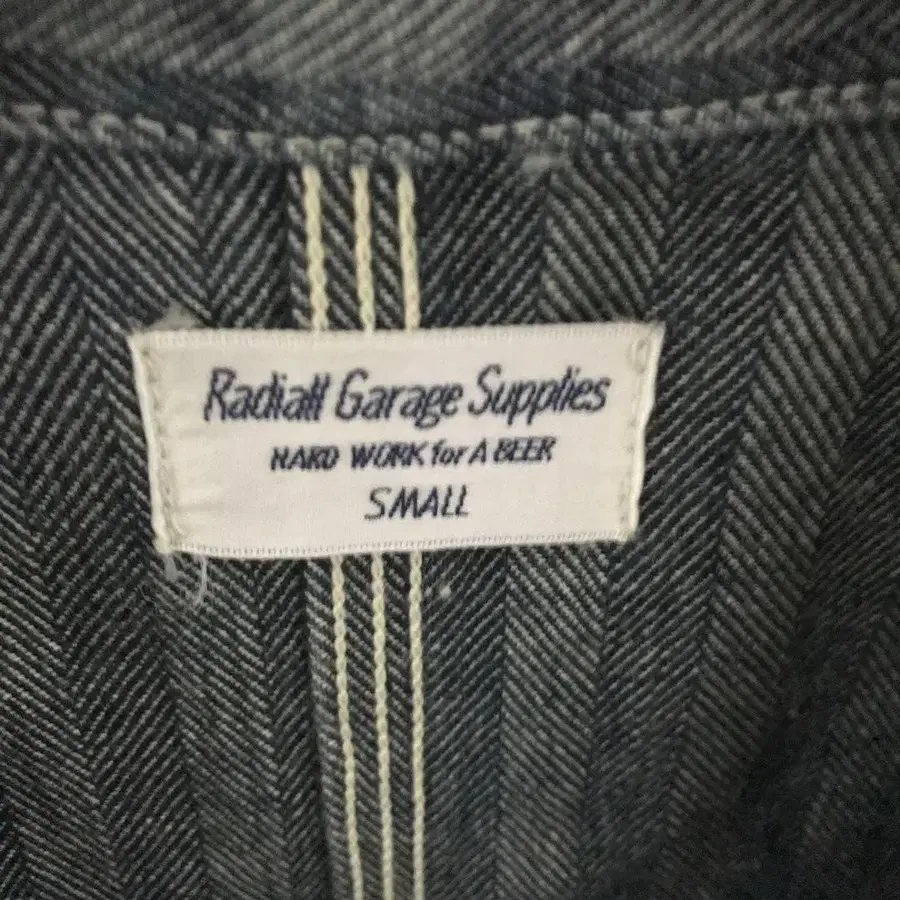 Radiall Garage Supplies
HARD WORK for A BEER
SMALL